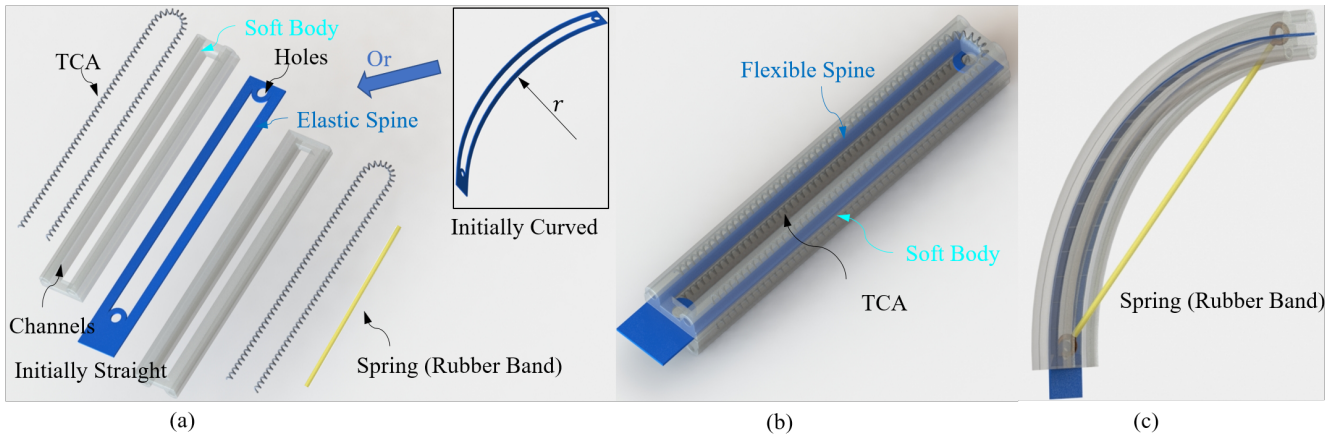 Soft Body
TCA
Holes
Or
Elastic Spine
Channels
Initially Straight
Spring (Rubber Band)
r
Initially Curved
(a)
Flexible Spine
Soft Body
TCA
(b)
Spring (Rubber Band)
(c)